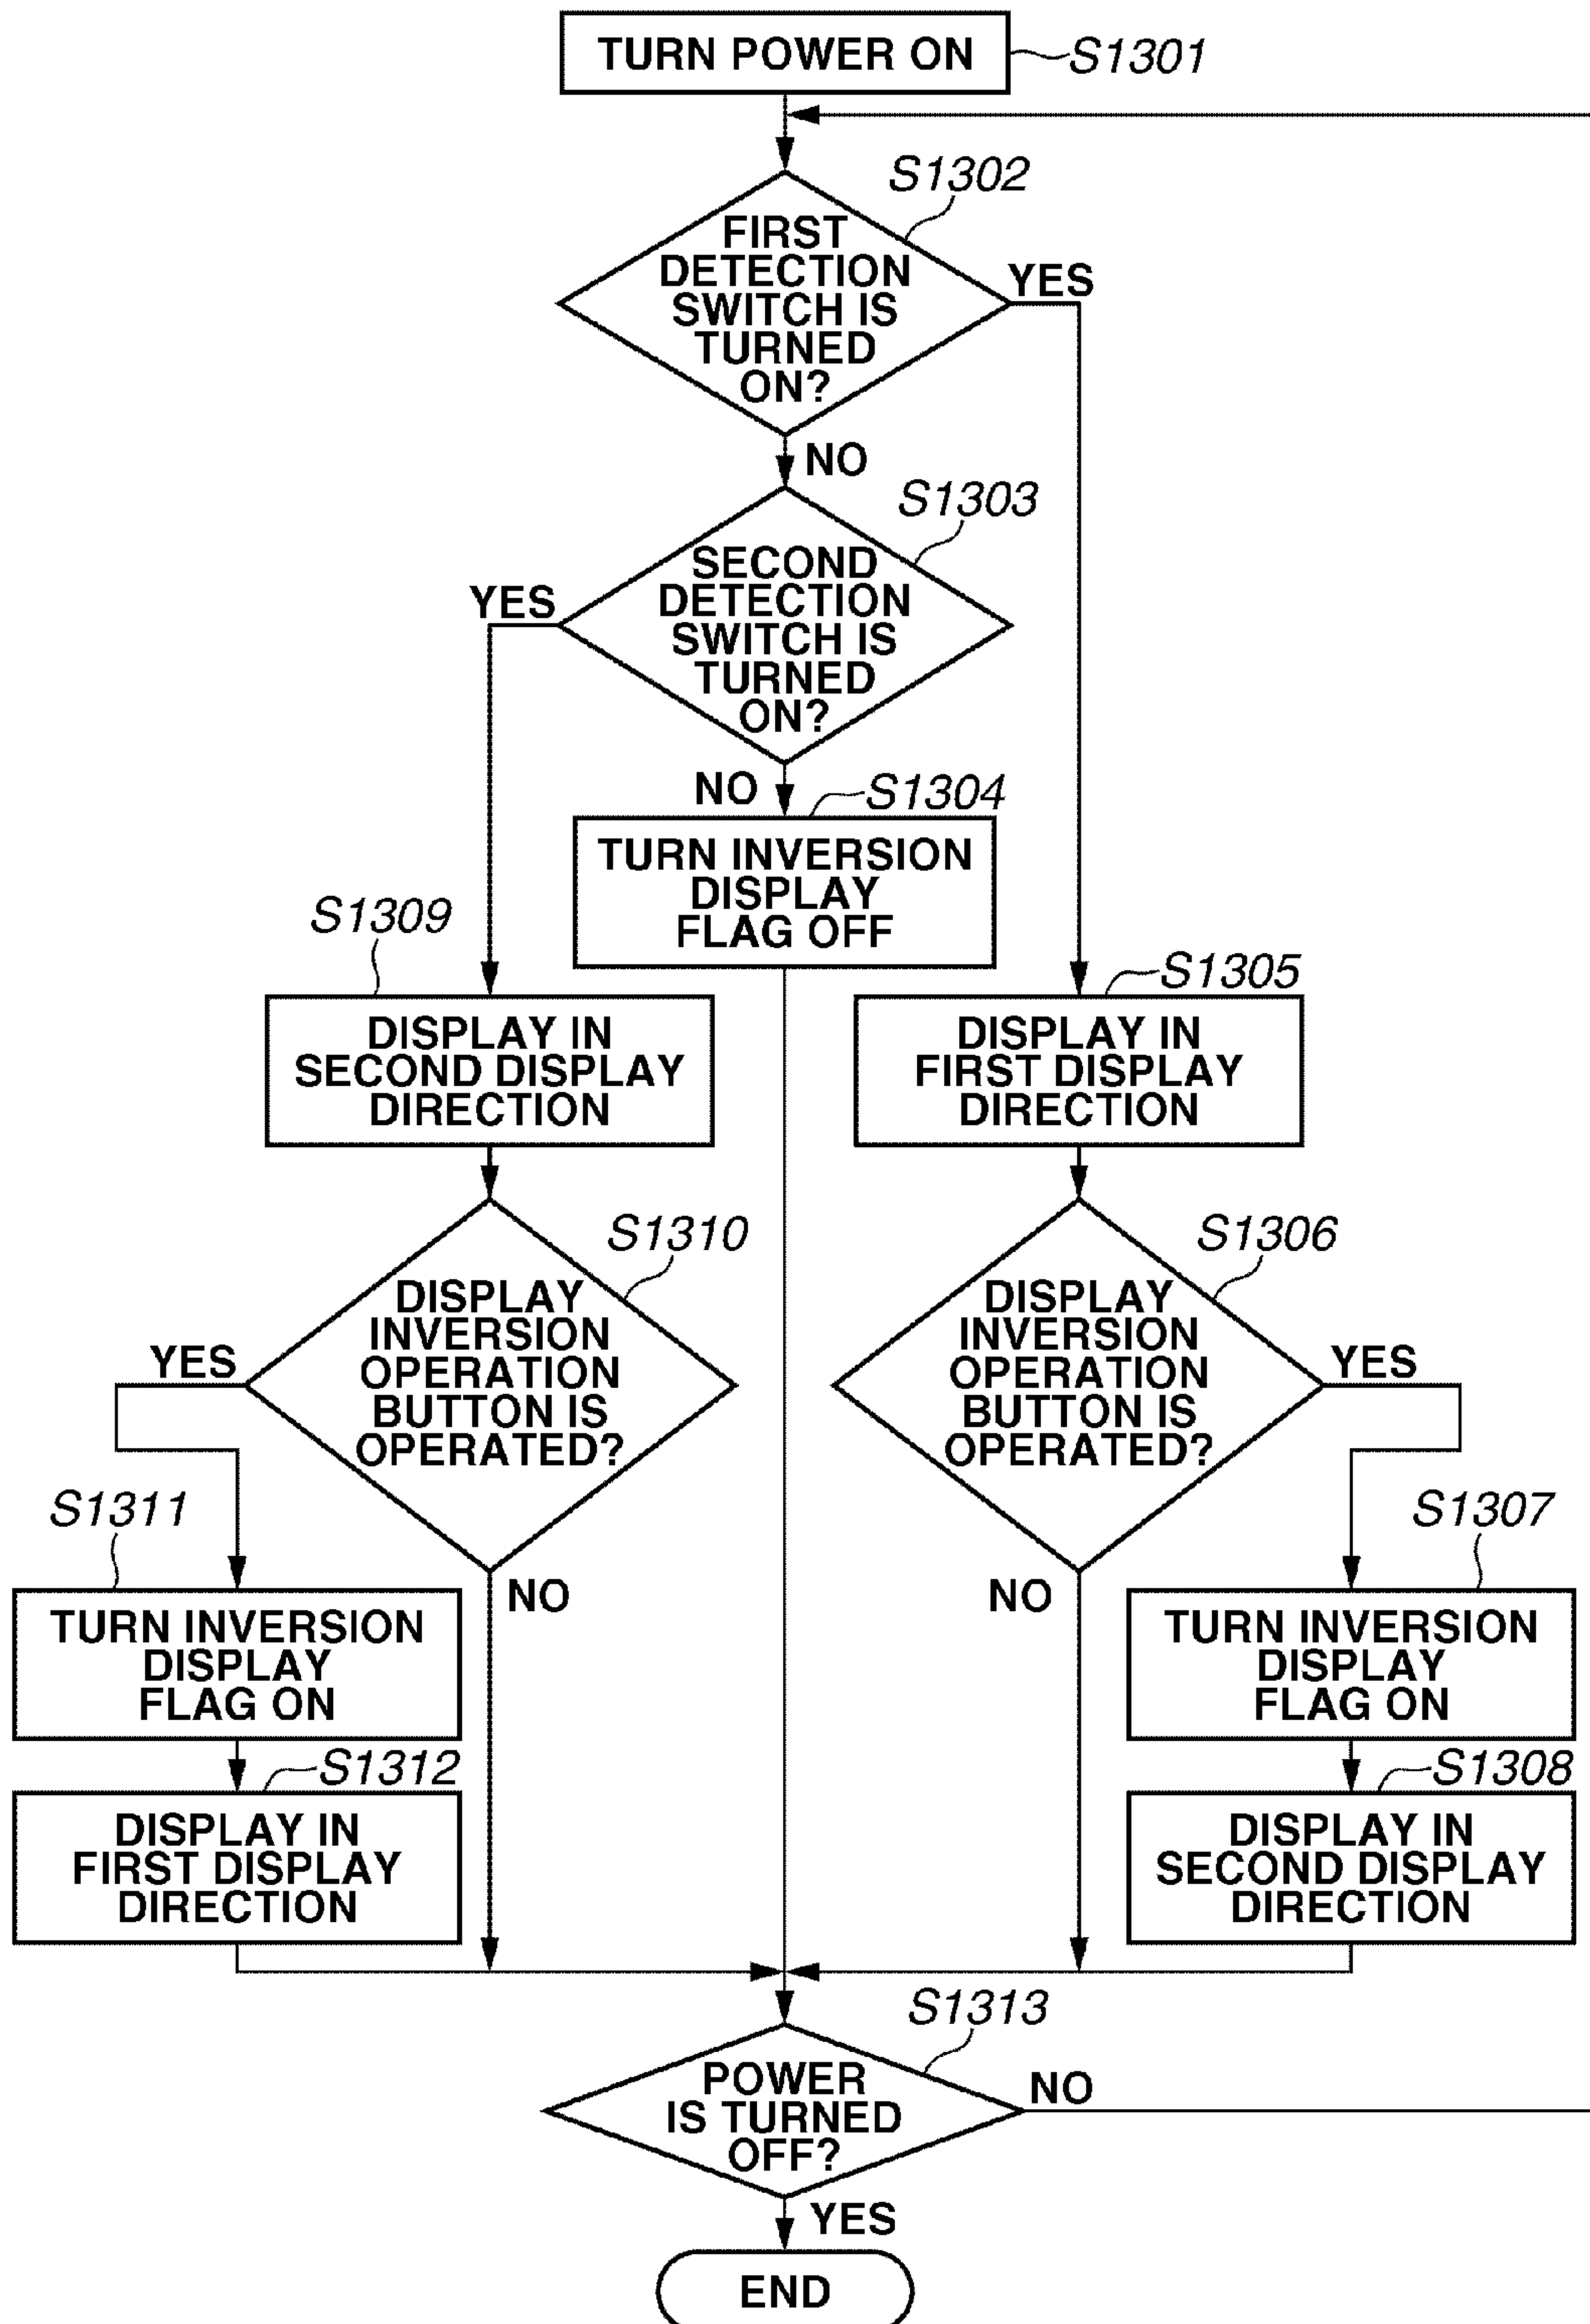 TURN POWER ON
S1301
S1302
FIRST
DETECTION
SWITCH IS
TURNED
ON?
YES
NO
S1303
SECOND
DETECTION
SWITCH IS
TURNED
ON?
YES
NO
S1304
TURN INVERSION
DISPLAY
FLAG OFF
S1309
DISPLAY IN
SECOND DISPLAY
DIRECTION
S1305
DISPLAY IN
FIRST DISPLAY
DIRECTION
S1310
DISPLAY
INVERSION
OPERATION
BUTTON IS
OPERATED?
YES
NO
S1306
DISPLAY
INVERSION
OPERATION
BUTTON IS
OPERATED?
YES
NO
S1311
TURN INVERSION
DISPLAY
FLAG ON
S1307
TURN INVERSION
DISPLAY
FLAG ON
S1312
DISPLAY IN
FIRST DISPLAY
DIRECTION
S1308
DISPLAY IN
SECOND DISPLAY
DIRECTION
S1313
POWER
IS TURNED
OFF?
NO
YES
END